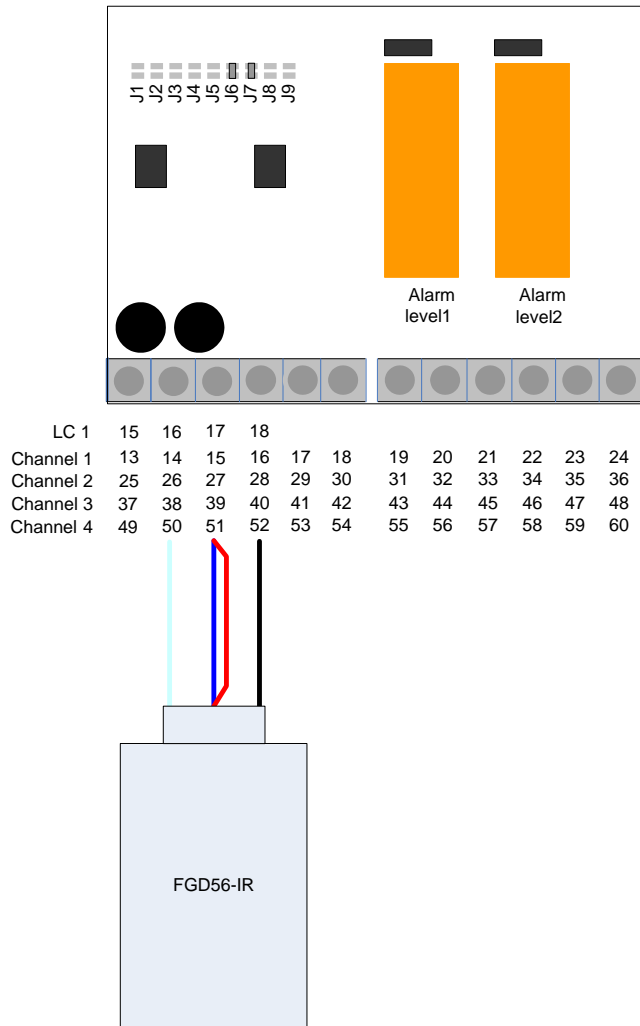 J1 J2 J3 J4 J5 J6 J7 J8 J9
Alarm level1
Alarm level2
LC 1 15 16 17 18
Channel 1 13 14 15 16 17 18 19 20 21 22 23 24
Channel 2 25 26 27 28 29 30 31 32 33 34 35 36
Channel 3 37 38 39 40 41 42 43 44 45 46 47 48
Channel 4 49 50 51 52 53 54 55 56 57 58 59 60
FGD56-IR